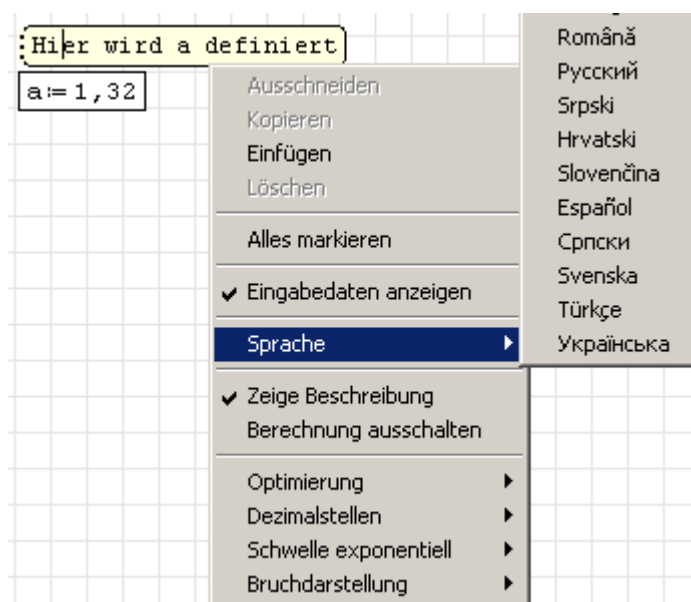 Hier wird a definiert
a:= 1,32
Ausschneiden
Kopieren
Einfügen
Löschen
Alles markieren
Eingabedaten anzeigen
Sprache
Zeige Beschreibung
Berechnung ausschalten
Optimierung
Dezimalstellen
Schwelle exponentiell
Bruchdarstellung
Română
Русский
Srpski
Hrvatski
Slovenčina
Español
Српски
Svenska
Türkçe
Українська